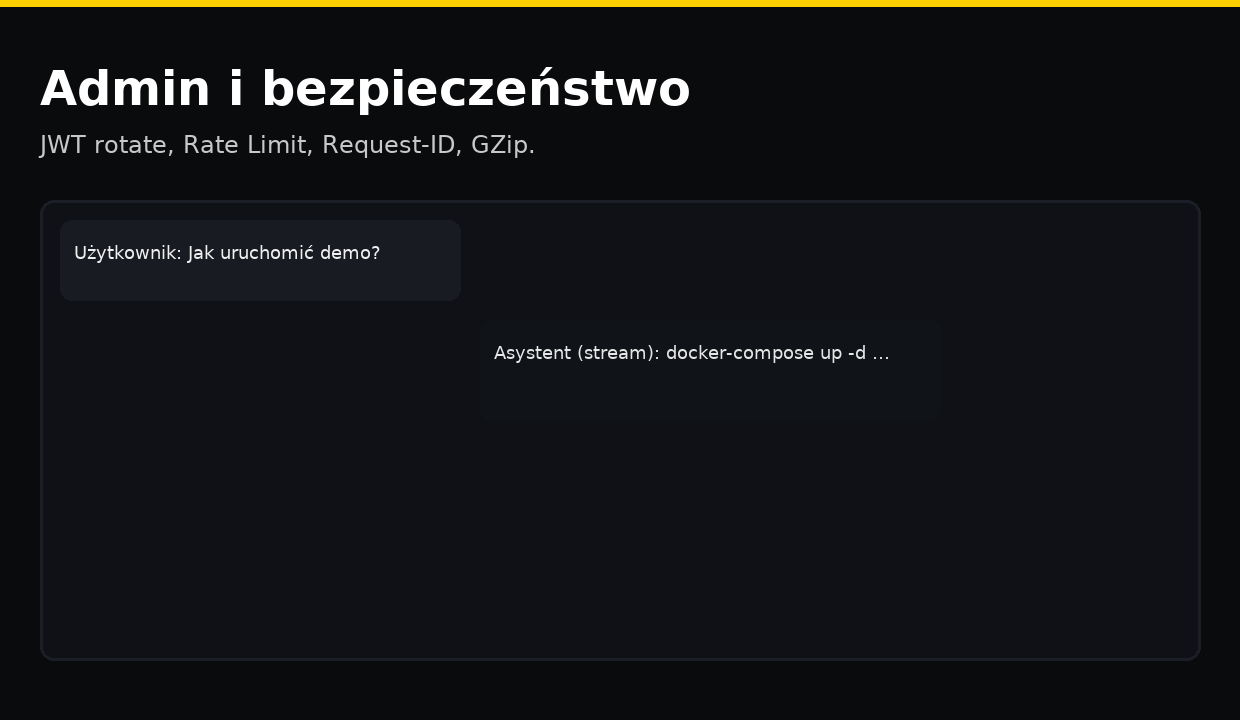 Admin i bezpieczeństwo
JWT rotate, Rate Limit, Request-ID, GZip.
Użytkownik: Jak uruchomić demo?
Asystent (stream): docker-compose up -d …